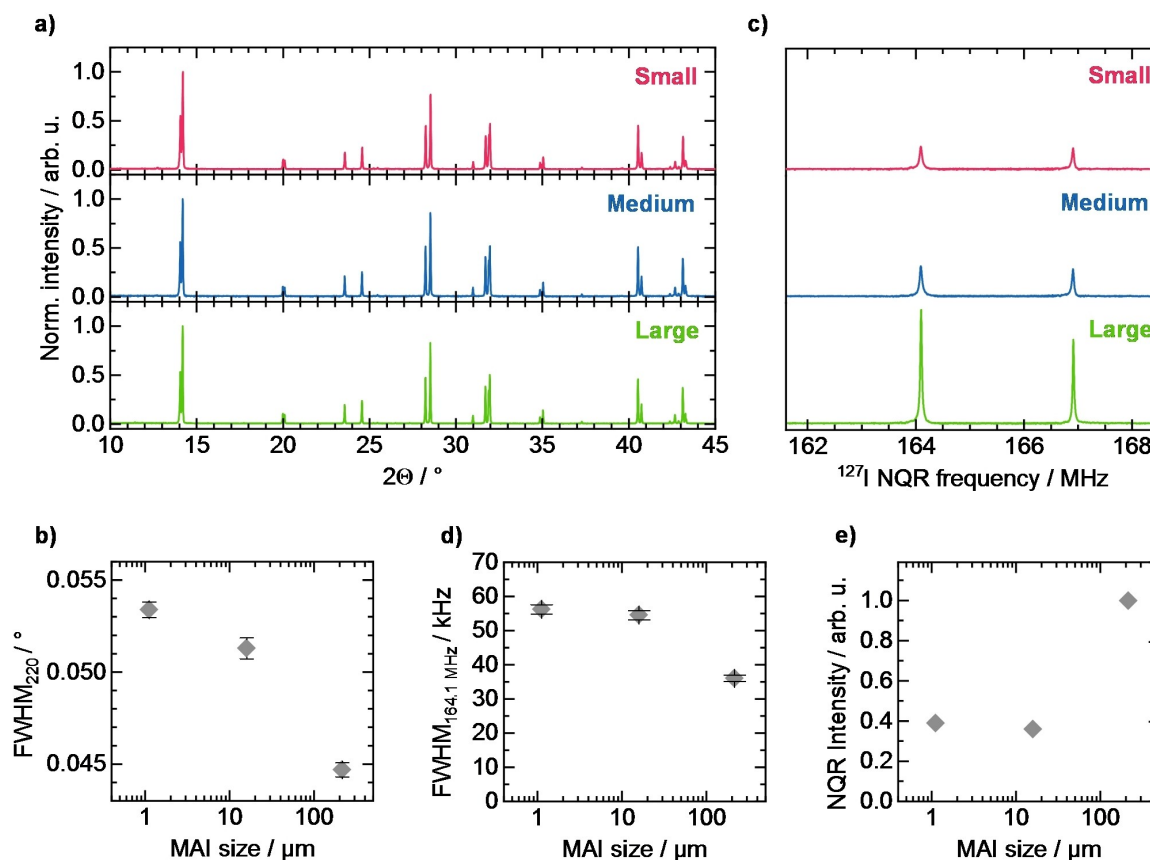 a)
Norm. intensity / arb. u.
1.0
0.5
0.0
Small
1.0
0.5
0.0
Medium
1.0
0.5
0.0
Large
10 15 20 25 30 35 40 45
2Θ / °
c)
Small
Medium
Large
162 164 166 168
¹²⁷I NQR frequency / MHz
b)
FWHM₂₂₀ / °
0.055
0.050
0.045
1 10 100
MAI size / µm
d)
FWHM₁₆₄.₁ MHz / kHz
70
60
50
40
30
20
10
0
1 10 100
MAI size / µm
e)
NQR Intensity / arb. u.
1.0
0.8
0.6
0.4
0.2
0.0
1 10 100
MAI size / µm